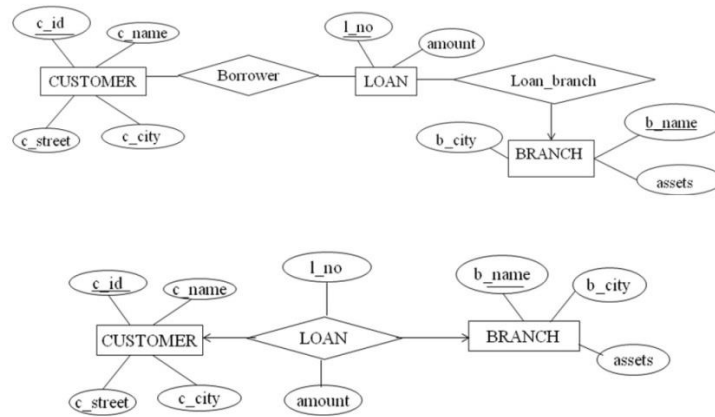 c_id
c_name
CUSTOMER
c_street
c_city
Borrower
l_no
amount
LOAN
Loan_branch
b_city
BRANCH
b_name
assets
c_id
c_name
CUSTOMER
c_street
c_city
l_no
LOAN
amount
b_name
b_city
BRANCH
assets